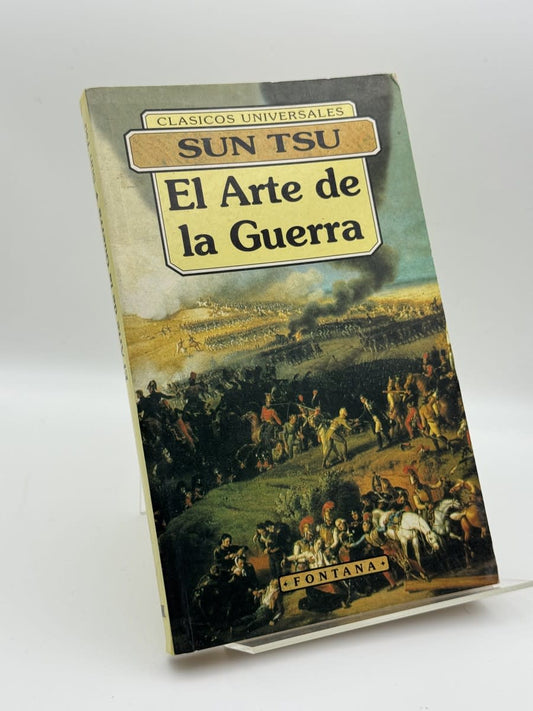 CLASICOS UNIVERSALES
SUN TSU
El Arte de
la Guerra
FONTANA